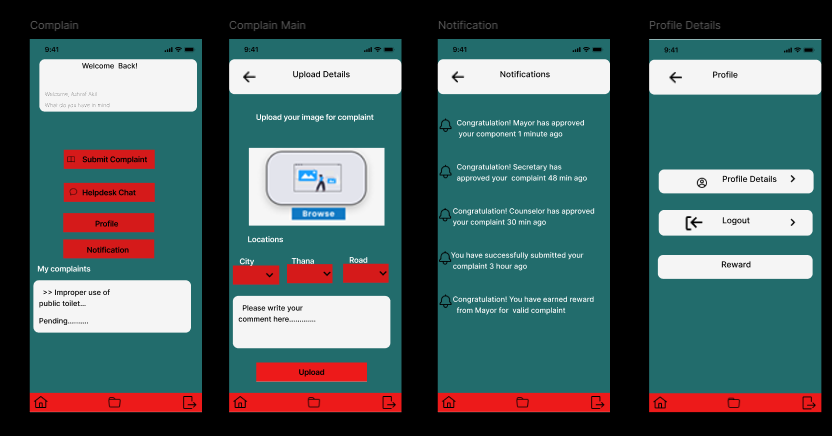 Complain
9:41
Welcome Back!
What do you have in mind
Submit Complaint
Helpdesk Chat
Profile
Notification
My complaints
>> Improper use of
public toilet...
Pending..........
Complain Main
9:41
Upload Details
Upload your image for complaint
Browse
Locations
City
Thana
Road
Please write your
comment here.............
Upload
Notification
9:41
Notifications
Congratulation! Mayor has approved
your component 1 minute ago
Congratulation! Secretary has
approved your complaint 48 min ago
Congratulation! Counselor has approved
your complaint 30 min ago
You have successfully submitted your
complaint 3 hour ago
Congratulation! You have earned reward
from Mayor for valid complaint
Profile Details
9:41
Profile
Profile Details
Logout
Reward